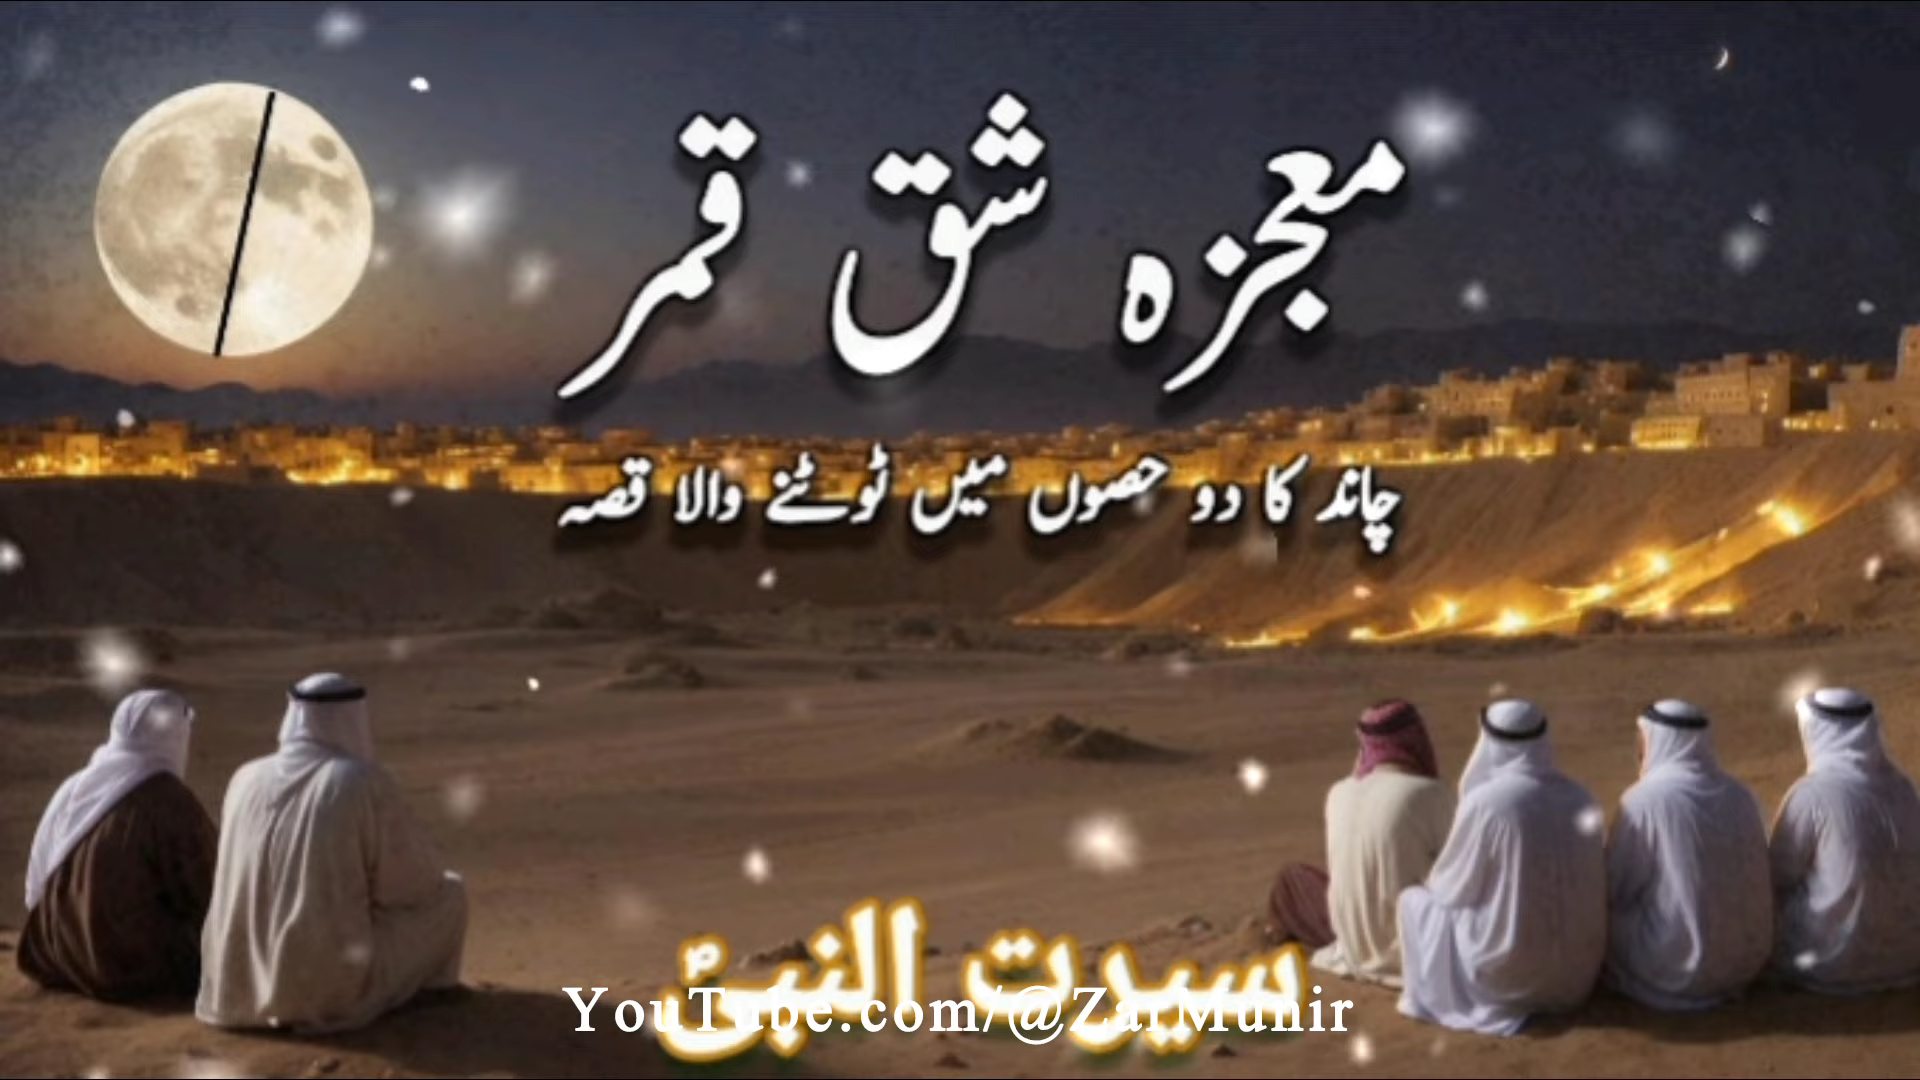 معجزہ شق قمر
چاند کا دو حصوں میں ٹوٹنے والا قصہ
سیرت النبیؐ
YouTube.com/@ZarMunir